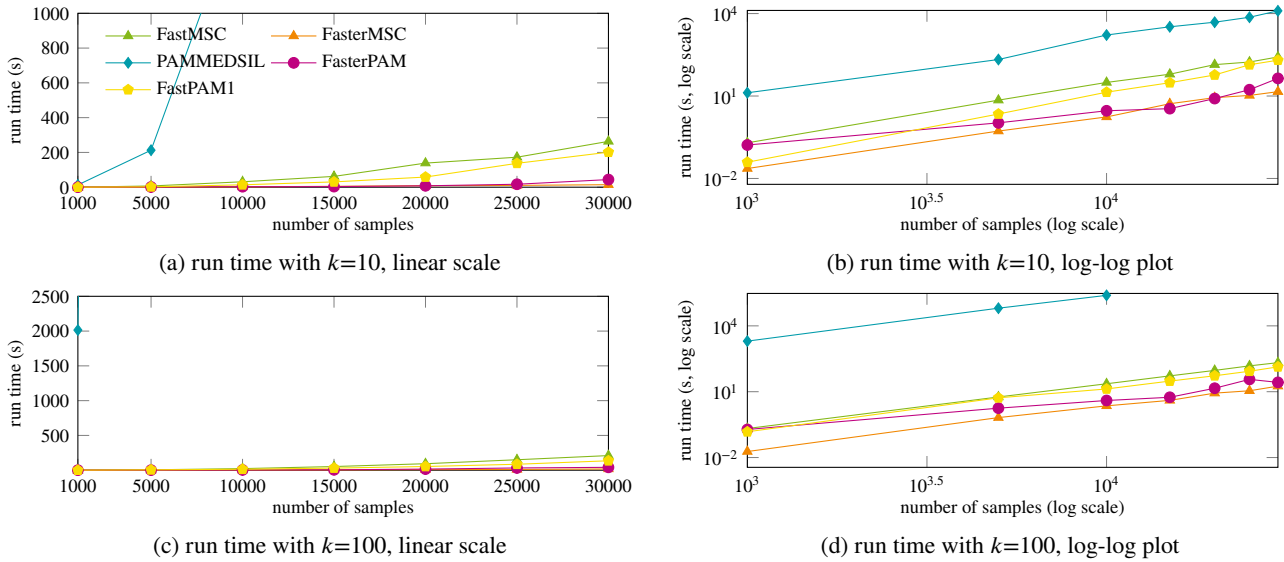 1000
800
600
400
200
0
run time (s)
FastMSC
FasterMSC
PAMMEDSIL
FasterPAM
FastPAM1
1000 5000 10000 15000 20000 25000 30000
number of samples
(a) run time with k=10, linear scale
10^4
10^1
10^−2
run time (s, log scale)
10^3 10^3.5 10^4
number of samples (log scale)
(b) run time with k=10, log-log plot
2500
2000
1500
1000
500
run time (s)
1000 5000 10000 15000 20000 25000 30000
number of samples
(c) run time with k=100, linear scale
10^4
10^1
10^−2
run time (s, log scale)
10^3 10^3.5 10^4
number of samples (log scale)
(d) run time with k=100, log-log plot